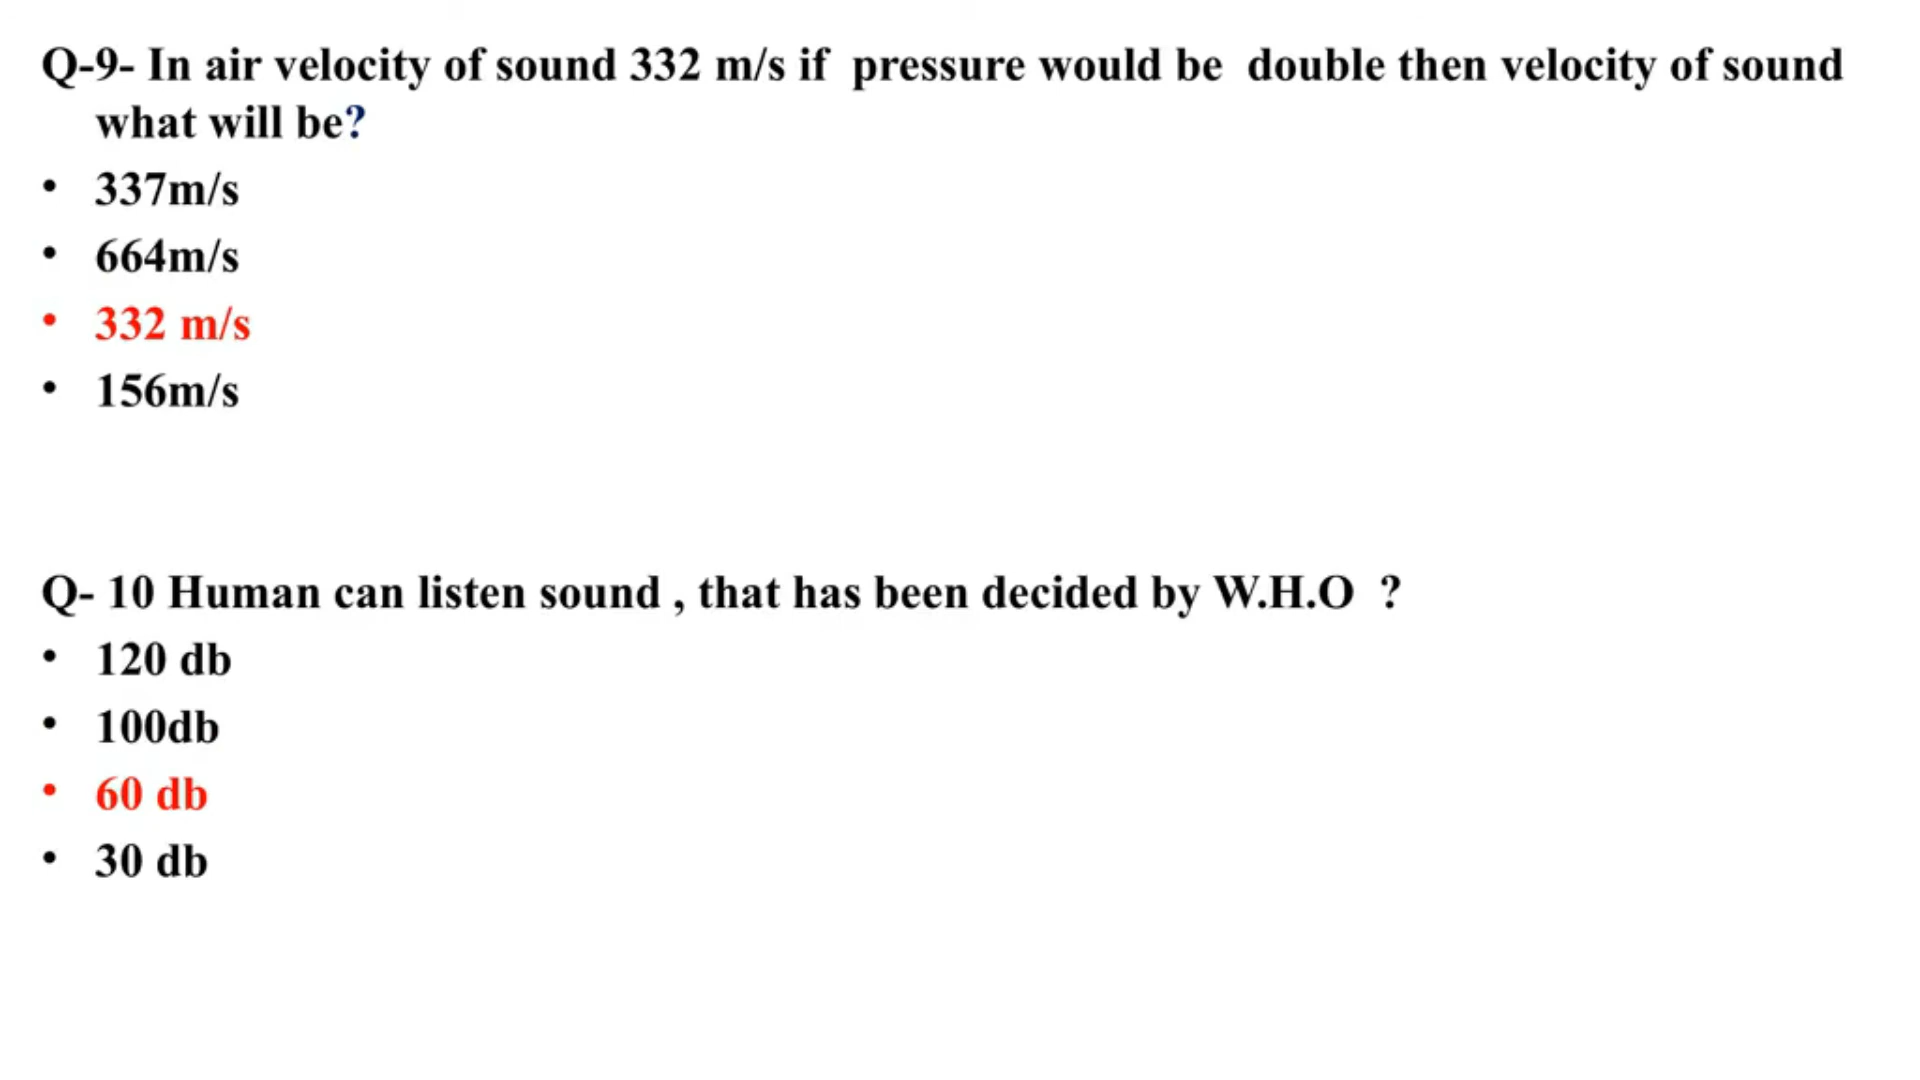 Q-9- In air velocity of sound 332 m/s if pressure would be double then velocity of sound
what will be?
• 337m/s
• 664m/s
• 332 m/s
• 156m/s
Q- 10 Human can listen sound , that has been decided by W.H.O ?
• 120 db
• 100db
• 60 db
• 30 db